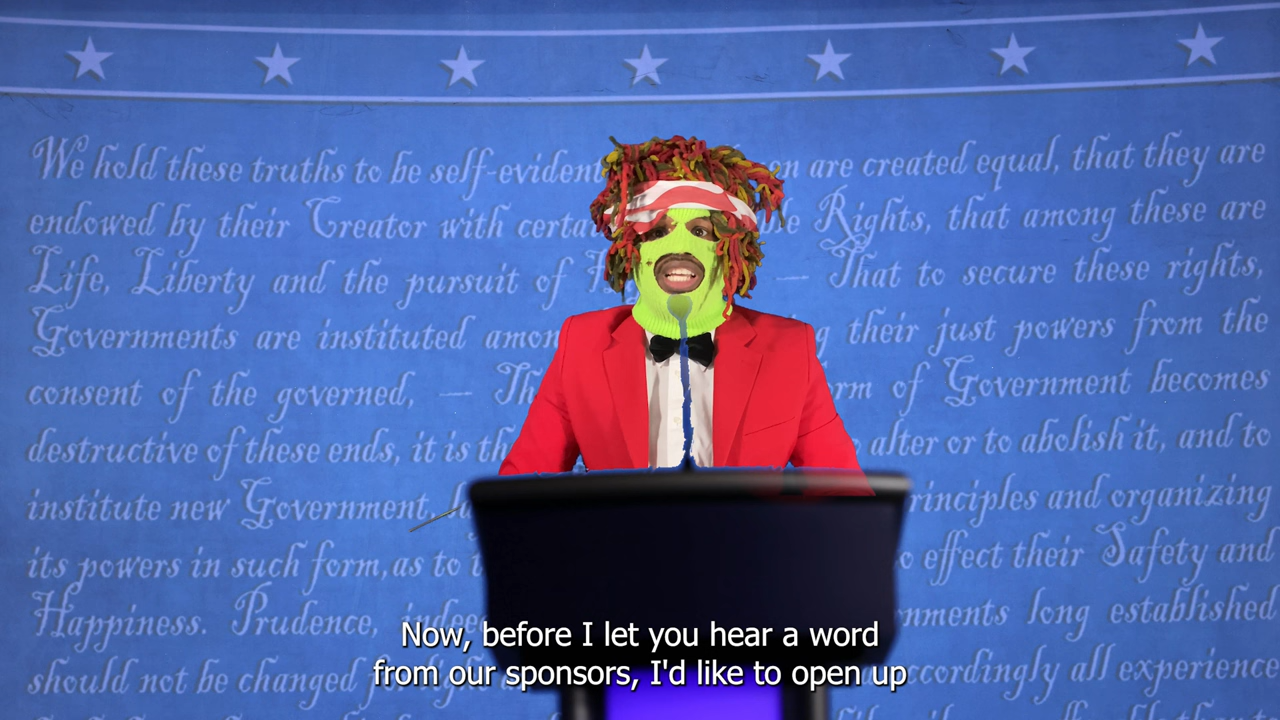 We hold these truths to be self-eviden are created equal, that they are
endowed by their Creator with certa Rights, that among these are
Life, Liberty and the pursuit of — That to secure these rights,
Governments are instituted amon their just powers from the
consent of the governed, — Th rm of Government becomes
destructive of these ends, it is th alter or to abolish it, and to
institute new Government, rinciples and organizing
its powers in such form, as to effect their Safety and
Happiness. Prudence, indee nments long established
should not be changed f ccordingly all experience
Now, before I let you hear a word
from our sponsors, I'd like to open up